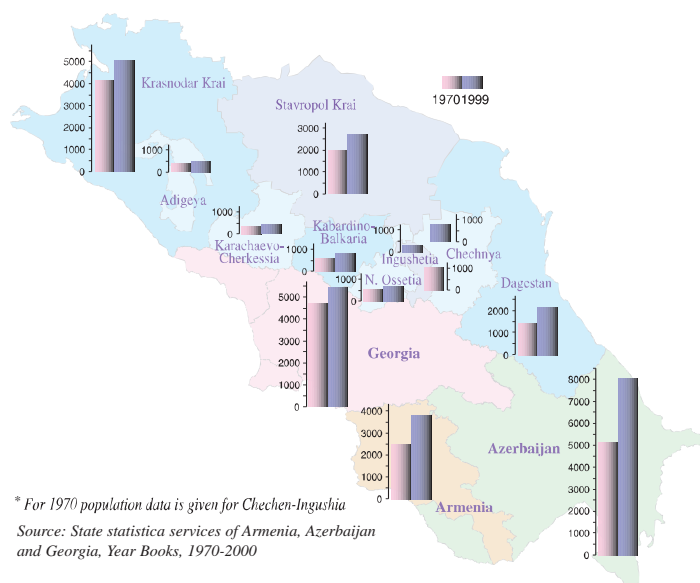 5000
4000
3000
2000
1000
0
Krasnodar Krai
1970 1999
Stavropol Krai
3000
2000
1000
0
1000
0
Adigeya
1000
0
Karachaevo-
Cherkessia
Kabardino-
Balkaria
1000
0
1000
0
Ingushetia
1000
0
Chechnya
1000
0
N. Ossetia
1000
0
Dagestan
2000
1000
0
5000
4000
3000
2000
1000
0
Georgia
4000
3000
2000
1000
0
Armenia
8000
7000
6000
5000
4000
3000
2000
1000
0
Azerbaijan
* For 1970 population data is given for Chechen-Ingushia
Source: State statistica services of Armenia, Azerbaijan
and Georgia, Year Books, 1970-2000